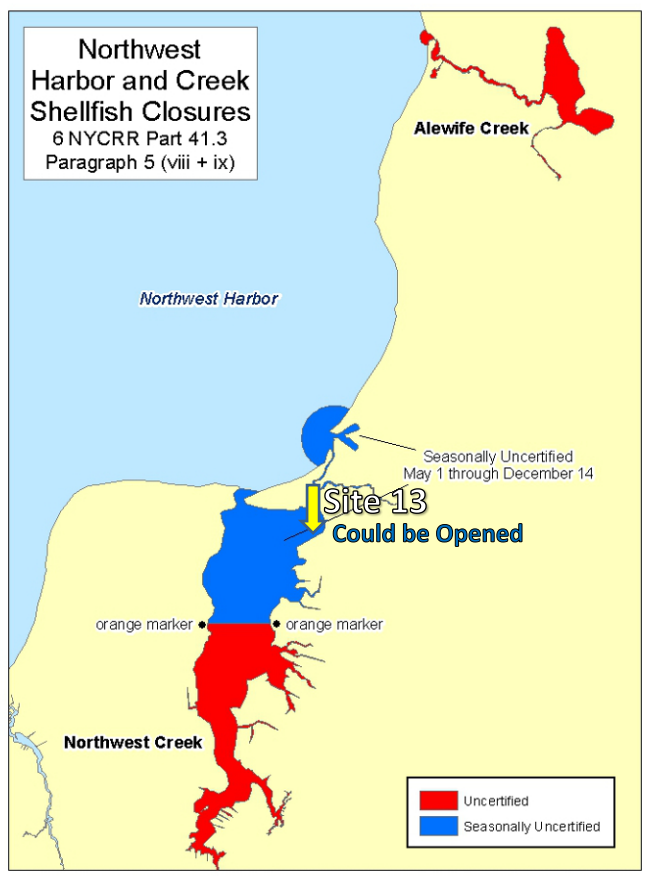 Northwest
Harbor and Creek
Shellfish Closures
6 NYCRR Part 41.3
Paragraph 5 (viii + ix)
Alewife Creek
Northwest Harbor
Seasonally Uncertified
May 1 through December 14
Site 13
Could be Opened
orange marker
orange marker
Northwest Creek
Uncertified
Seasonally Uncertified